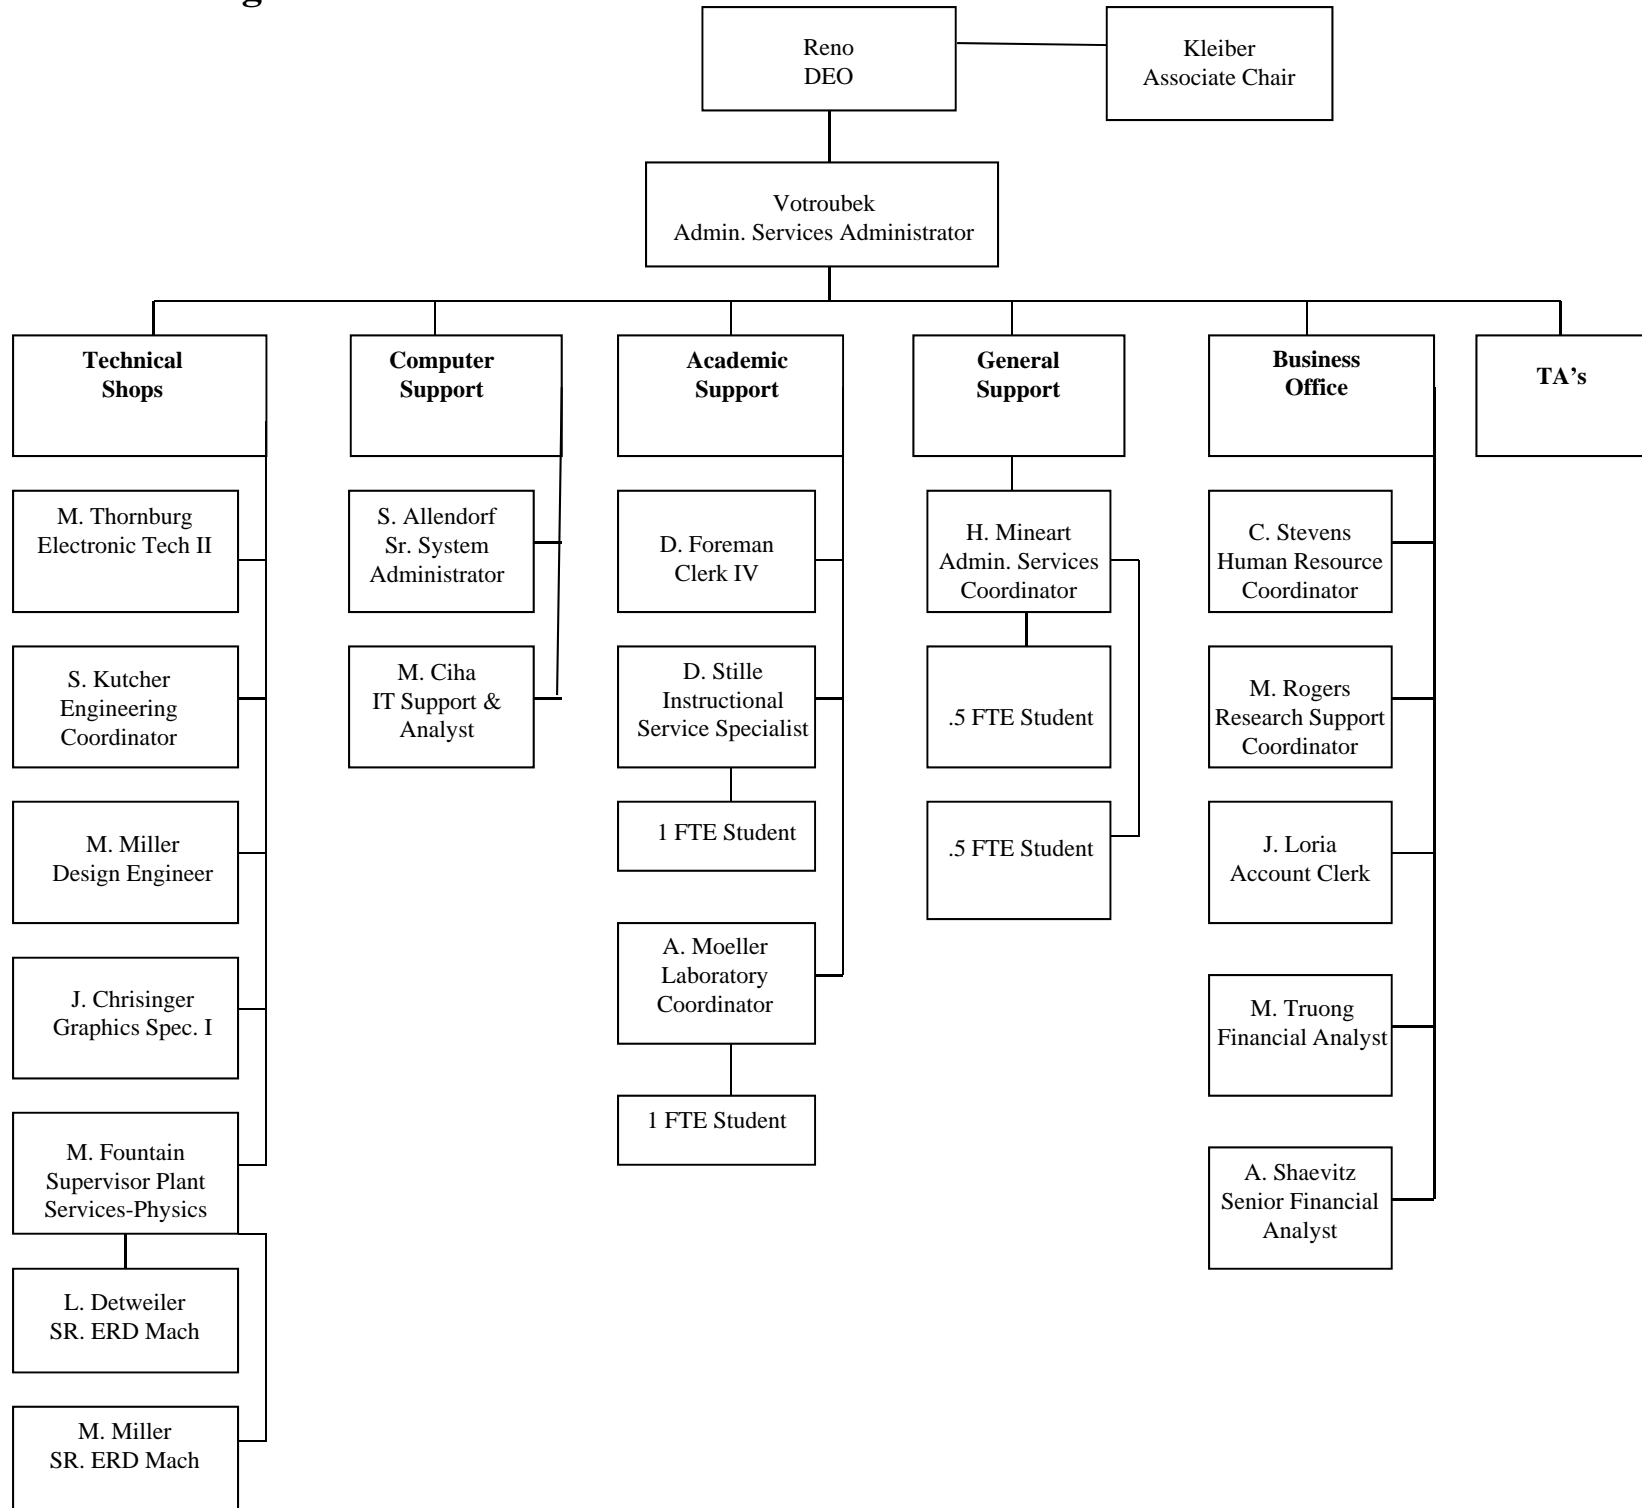 Reno
DEO
Kleiber
Associate Chair
Votroubek
Admin. Services Administrator
Technical
Shops
Computer
Support
Academic
Support
General
Support
Business
Office
TA’s
M. Thornburg
Electronic Tech II
S. Kutcher
Engineering
Coordinator
M. Miller
Design Engineer
J. Chrisinger
Graphics Spec. I
M. Fountain
Supervisor Plant
Services-Physics
L. Detweiler
SR. ERD Mach
M. Miller
SR. ERD Mach
S. Allendorf
Sr. System
Administrator
M. Ciha
IT Support &
Analyst
D. Foreman
Clerk IV
D. Stille
Instructional
Service Specialist
1 FTE Student
A. Moeller
Laboratory
Coordinator
1 FTE Student
H. Mineart
Admin. Services
Coordinator
.5 FTE Student
.5 FTE Student
C. Stevens
Human Resource
Coordinator
M. Rogers
Research Support
Coordinator
J. Loria
Account Clerk
M. Truong
Financial Analyst
A. Shaevitz
Senior Financial
Analyst